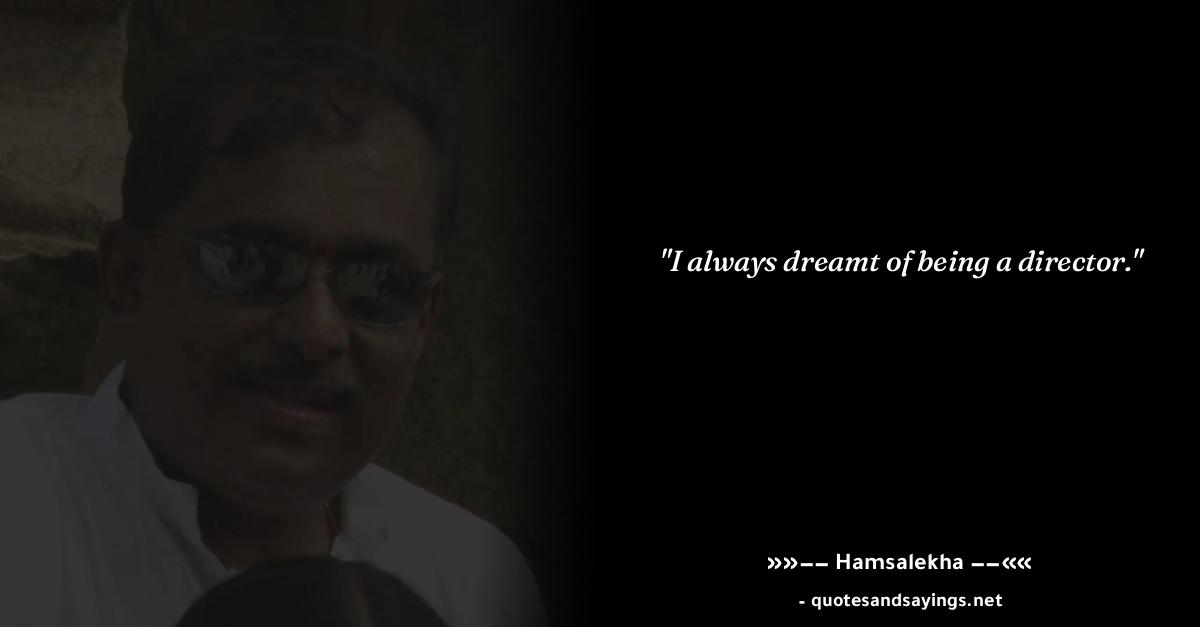 "I always dreamt of being a director."
»»−− Hamsalekha −−««
- quotesandsayings.net